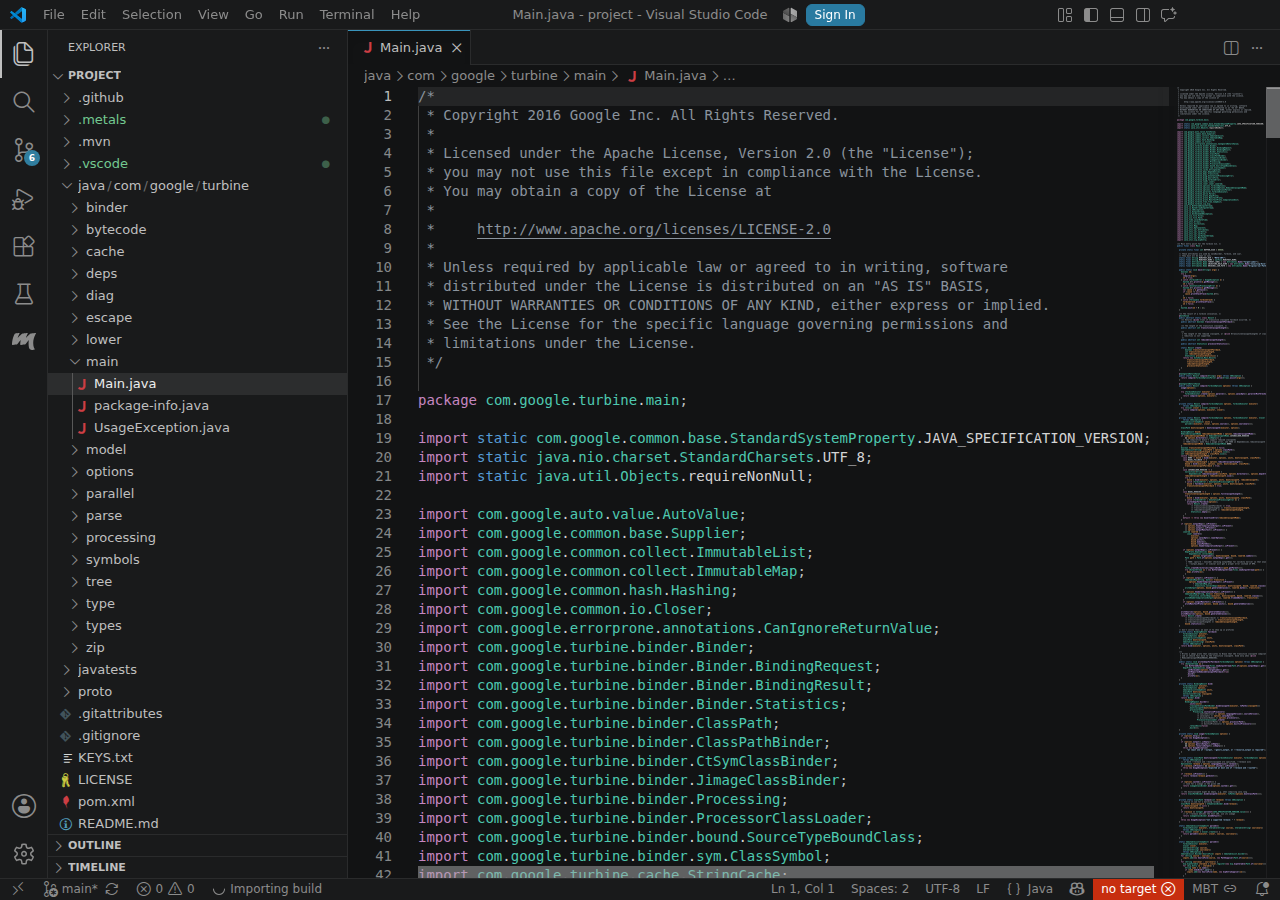 File Edit Selection View Go Run Terminal Help
Main.java - project - Visual Studio Code
Sign In
EXPLORER
PROJECT
.github
.metals
.mvn
.vscode
java/com/google/turbine
binder
bytecode
cache
deps
diag
escape
lower
main
Main.java
package-info.java
UsageException.java
model
options
parallel
parse
processing
symbols
tree
type
types
zip
javatests
proto
.gitattributes
.gitignore
KEYS.txt
LICENSE
pom.xml
README.md
OUTLINE
TIMELINE
6
Main.java
java > com > google > turbine > main > Main.java > ...
1 /*
2 * Copyright 2016 Google Inc. All Rights Reserved.
3 *
4 * Licensed under the Apache License, Version 2.0 (the "License");
5 * you may not use this file except in compliance with the License.
6 * You may obtain a copy of the License at
7 *
8 *     http://www.apache.org/licenses/LICENSE-2.0
9 *
10 * Unless required by applicable law or agreed to in writing, software
11 * distributed under the License is distributed on an "AS IS" BASIS,
12 * WITHOUT WARRANTIES OR CONDITIONS OF ANY KIND, either express or implied.
13 * See the License for the specific language governing permissions and
14 * limitations under the License.
15 */
16
17 package com.google.turbine.main;
18
19 import static com.google.common.base.StandardSystemProperty.JAVA_SPECIFICATION_VERSION;
20 import static java.nio.charset.StandardCharsets.UTF_8;
21 import static java.util.Objects.requireNonNull;
22
23 import com.google.auto.value.AutoValue;
24 import com.google.common.base.Supplier;
25 import com.google.common.collect.ImmutableList;
26 import com.google.common.collect.ImmutableMap;
27 import com.google.common.hash.Hashing;
28 import com.google.common.io.Closer;
29 import com.google.errorprone.annotations.CanIgnoreReturnValue;
30 import com.google.turbine.binder.Binder;
31 import com.google.turbine.binder.Binder.BindingRequest;
32 import com.google.turbine.binder.Binder.BindingResult;
33 import com.google.turbine.binder.Binder.Statistics;
34 import com.google.turbine.binder.ClassPath;
35 import com.google.turbine.binder.ClassPathBinder;
36 import com.google.turbine.binder.CtSymClassBinder;
37 import com.google.turbine.binder.JimageClassBinder;
38 import com.google.turbine.binder.Processing;
39 import com.google.turbine.binder.ProcessorClassLoader;
40 import com.google.turbine.binder.bound.SourceTypeBoundClass;
41 import com.google.turbine.binder.sym.ClassSymbol;
42 import com.google.turbine.cache.StringCache;
main* 0 0 Importing build
Ln 1, Col 1 Spaces: 2 UTF-8 LF { } Java no target MBT